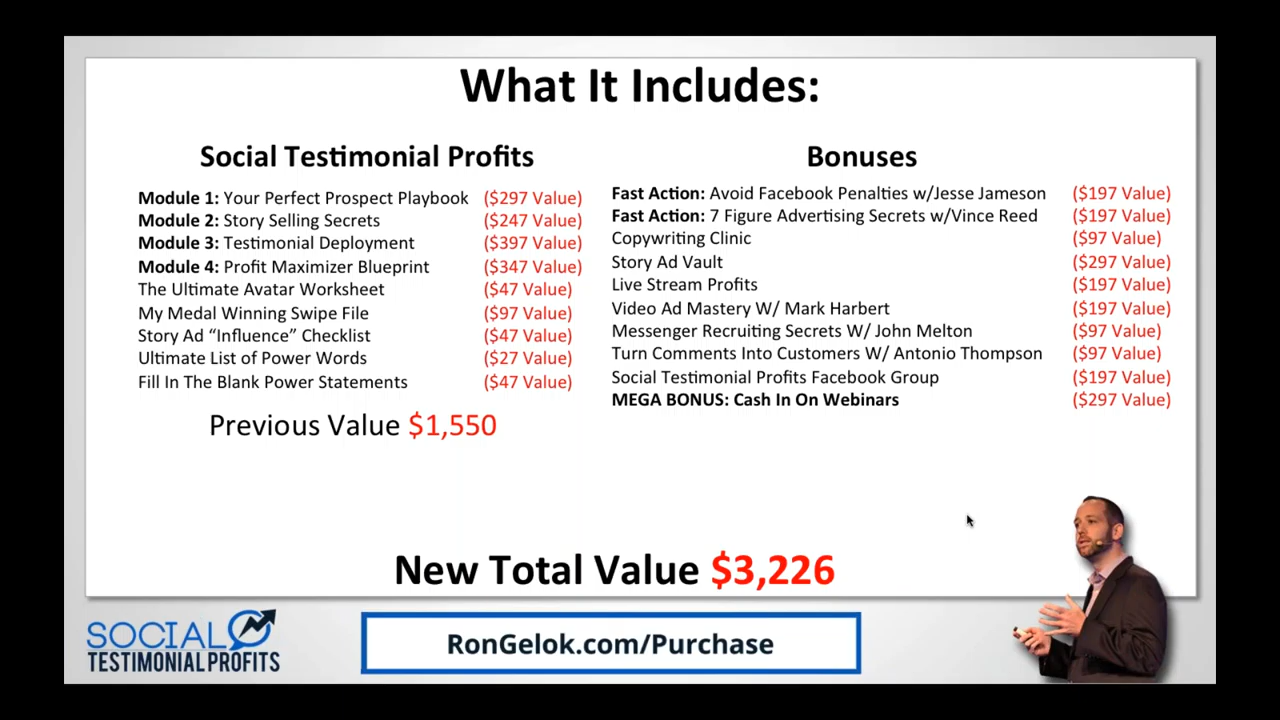 What It Includes:
Social Testimonial Profits
Module 1: Your Perfect Prospect Playbook ($297 Value)
Module 2: Story Selling Secrets ($247 Value)
Module 3: Testimonial Deployment ($397 Value)
Module 4: Profit Maximizer Blueprint ($347 Value)
The Ultimate Avatar Worksheet ($47 Value)
My Medal Winning Swipe File ($97 Value)
Story Ad “Influence” Checklist ($47 Value)
Ultimate List of Power Words ($27 Value)
Fill In The Blank Power Statements ($47 Value)
Previous Value $1,550
Bonuses
Fast Action: Avoid Facebook Penalties w/Jesse Jameson ($197 Value)
Fast Action: 7 Figure Advertising Secrets w/Vince Reed ($197 Value)
Copywriting Clinic ($97 Value)
Story Ad Vault ($297 Value)
Live Stream Profits ($197 Value)
Video Ad Mastery W/ Mark Harbert ($197 Value)
Messenger Recruiting Secrets W/ John Melton ($97 Value)
Turn Comments Into Customers W/ Antonio Thompson ($97 Value)
Social Testimonial Profits Facebook Group ($197 Value)
MEGA BONUS: Cash In On Webinars ($297 Value)
New Total Value $3,226
SOCIAL
TESTIMONIAL PROFITS
RonGelok.com/Purchase